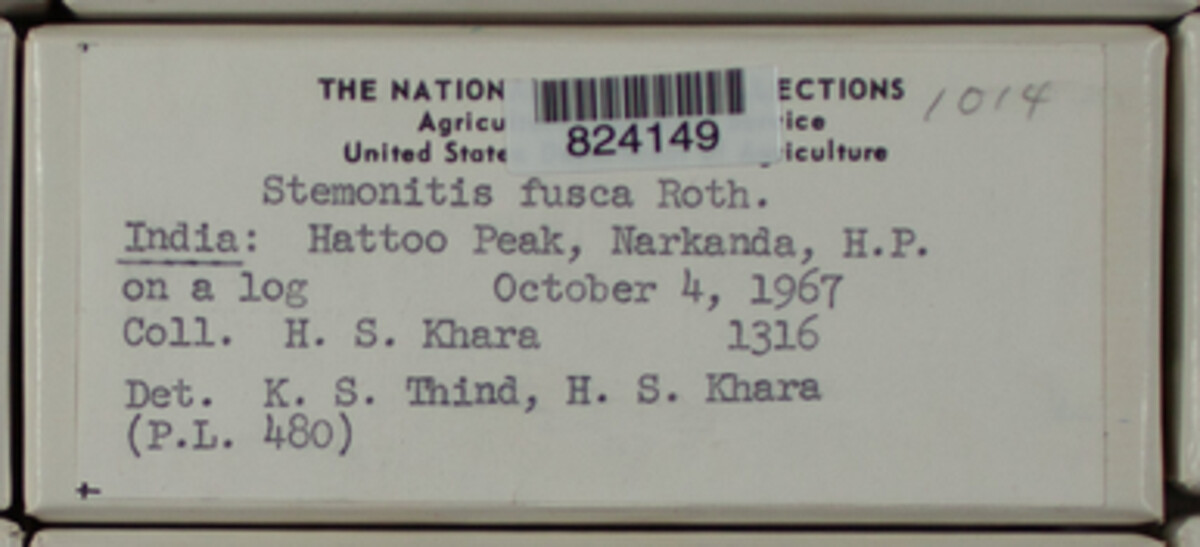 THE NATION ECTIONS 1014
Agricu ice
United State iculture
824149
Stemonitis fusca Roth.
India: Hattoo Peak, Narkanda, H.P.
on a log October 4, 1967
Coll. H. S. Khara 1316
Det. K. S. Thind, H. S. Khara
(P.L. 480)